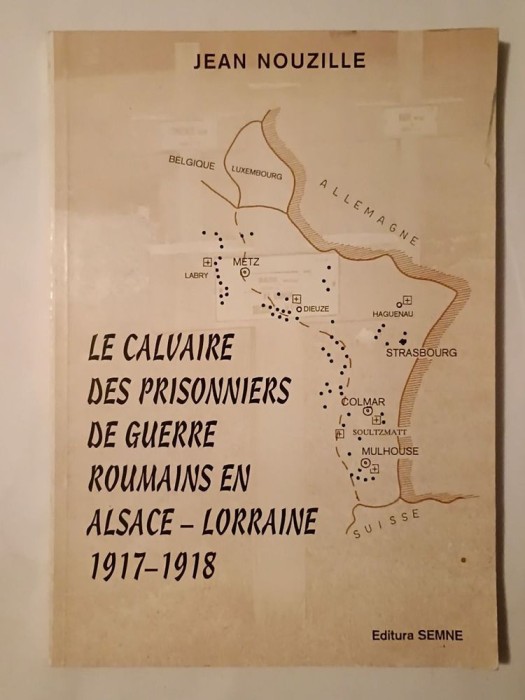 JEAN NOUZILLE
BELGIQUE
LUXEMBOURG
ALLEMAGNE
METZ
LABRY
DIEUZE
HAGUENAU
STRASBOURG
LE CALVAIRE
DES PRISONNIERS
DE GUERRE
ROUMAINS EN
ALSACE – LORRAINE
1917–1918
COLMAR
SOULTZMATT
MULHOUSE
SUISSE
Editura SEMNE